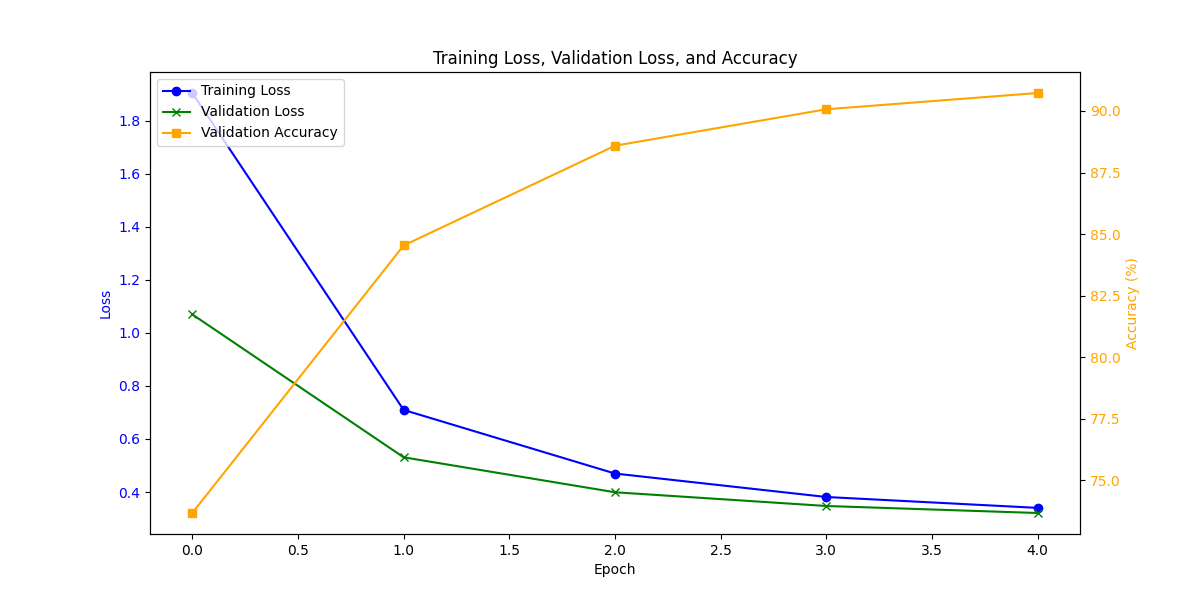 Training Loss, Validation Loss, and Accuracy
Training Loss
Validation Loss
Validation Accuracy
1.8
1.6
1.4
1.2
1.0
0.8
0.6
0.4
Loss
90.0
87.5
85.0
82.5
80.0
77.5
75.0
Accuracy (%)
0.0 0.5 1.0 1.5 2.0 2.5 3.0 3.5 4.0
Epoch